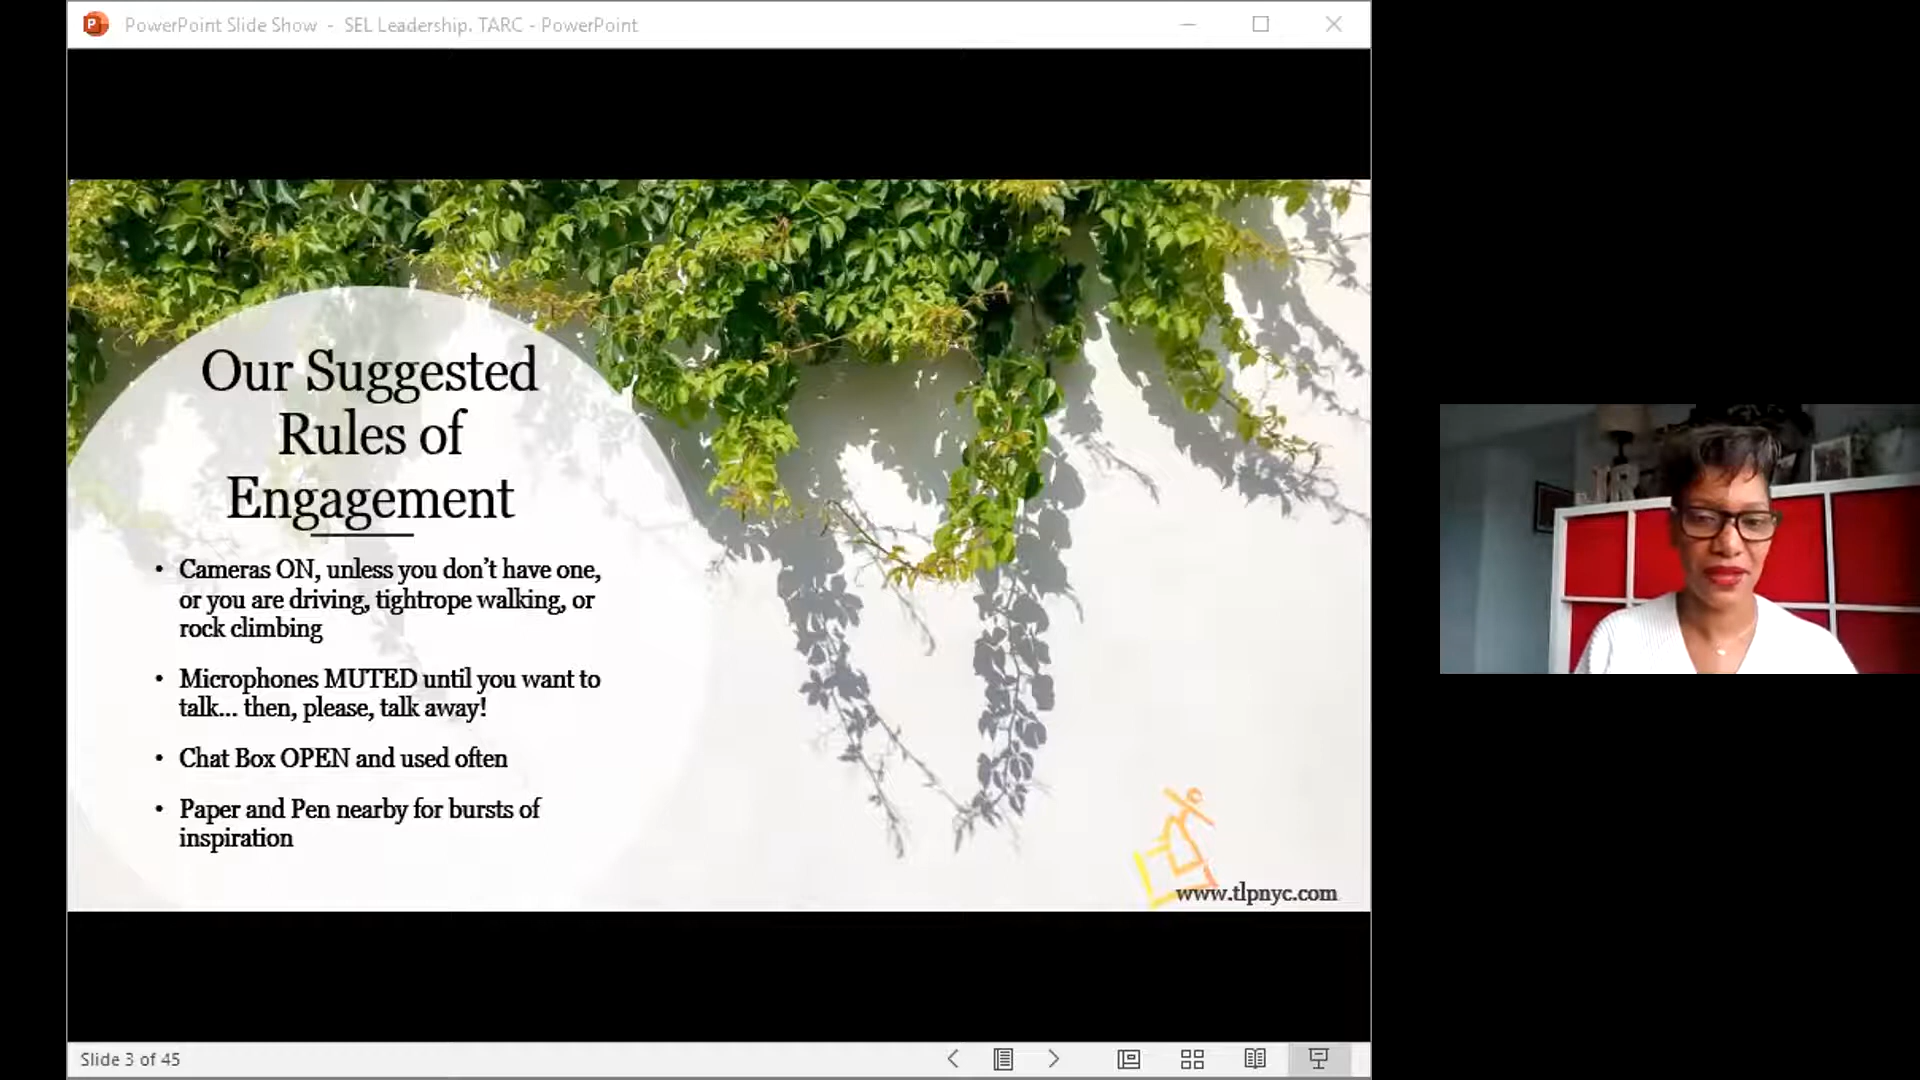 PowerPoint Slide Show - SEL Leadership. TARC - PowerPoint
Our Suggested
Rules of
Engagement
• Cameras ON, unless you don’t have one,
or you are driving, tightrope walking, or
rock climbing
• Microphones MUTED until you want to
talk... then, please, talk away!
• Chat Box OPEN and used often
• Paper and Pen nearby for bursts of
inspiration
www.tlpnyc.com
JR
Slide 3 of 45